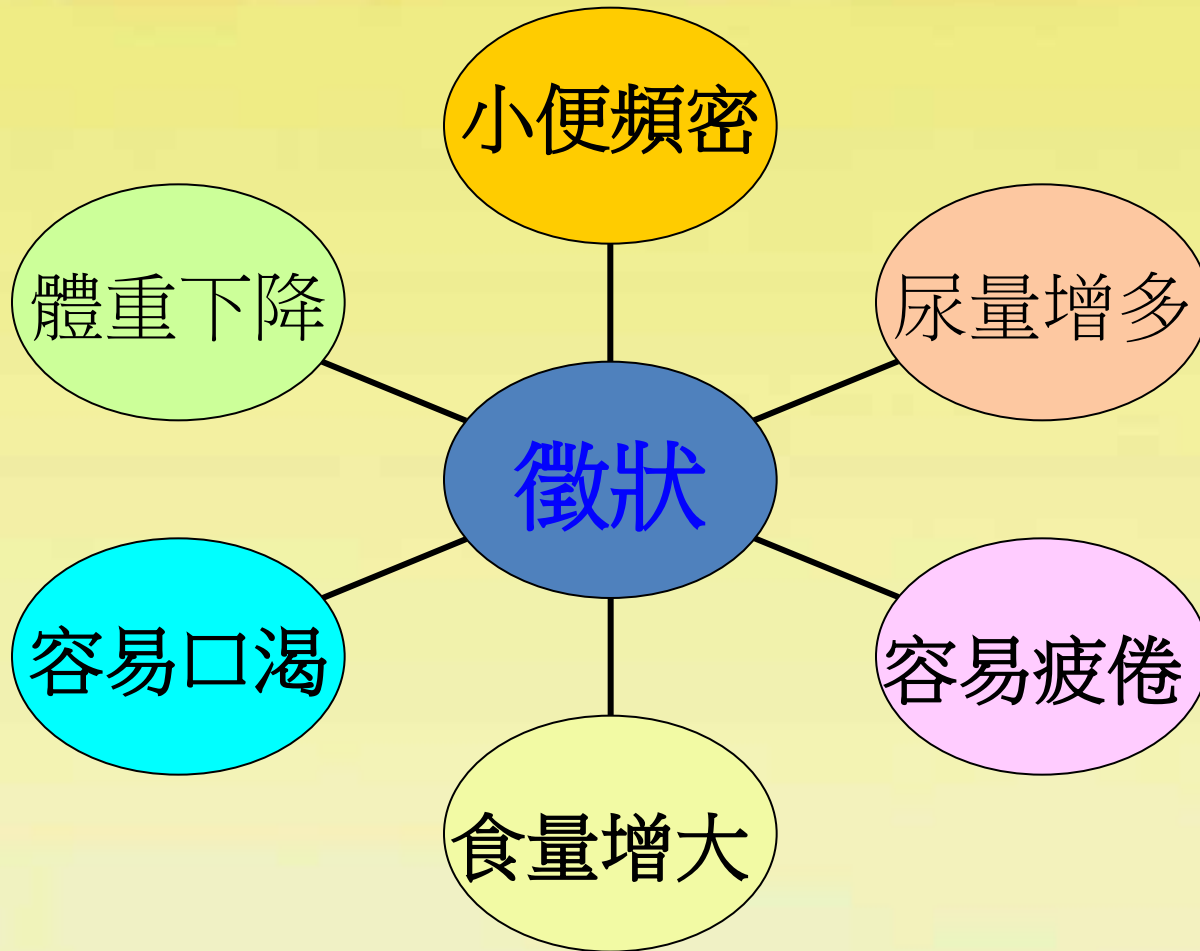 小便頻密
體重下降
尿量增多
徵狀
容易口渴
容易疲倦
食量增大